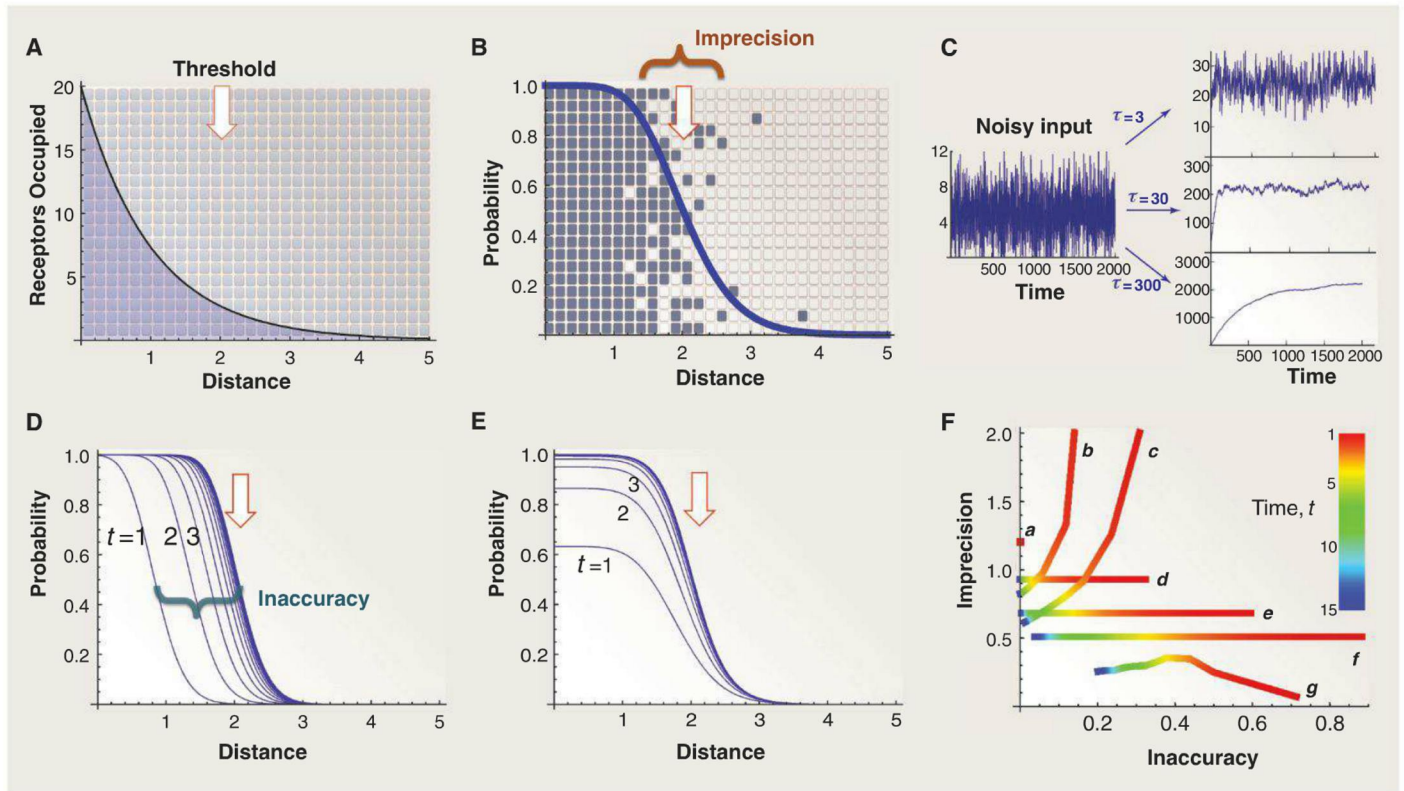 A
Threshold
Receptors Occupied
20
15
10
5
1 2 3 4 5
Distance
B
Imprecision
Probability
1.0
0.8
0.6
0.4
0.2
1 2 3 4 5
Distance
C
Noisy input
12
8
4
500 1000 1500 2000
Time
τ=3
τ=30
τ=300
30
20
10
300
200
100
3000
2000
1000
500 1000 1500 2000
Time
D
Probability
1.0
0.8
0.6
0.4
0.2
t=1 2 3
Inaccuracy
1 2 3 4 5
Distance
E
Probability
1.0
0.8
0.6
0.4
0.2
3
2
t=1
1 2 3 4 5
Distance
F
Imprecision
2.0
1.5
1.0
0.5
a
b
c
d
e
f
g
Time, t
1
5
10
15
0.2 0.4 0.6 0.8
Inaccuracy